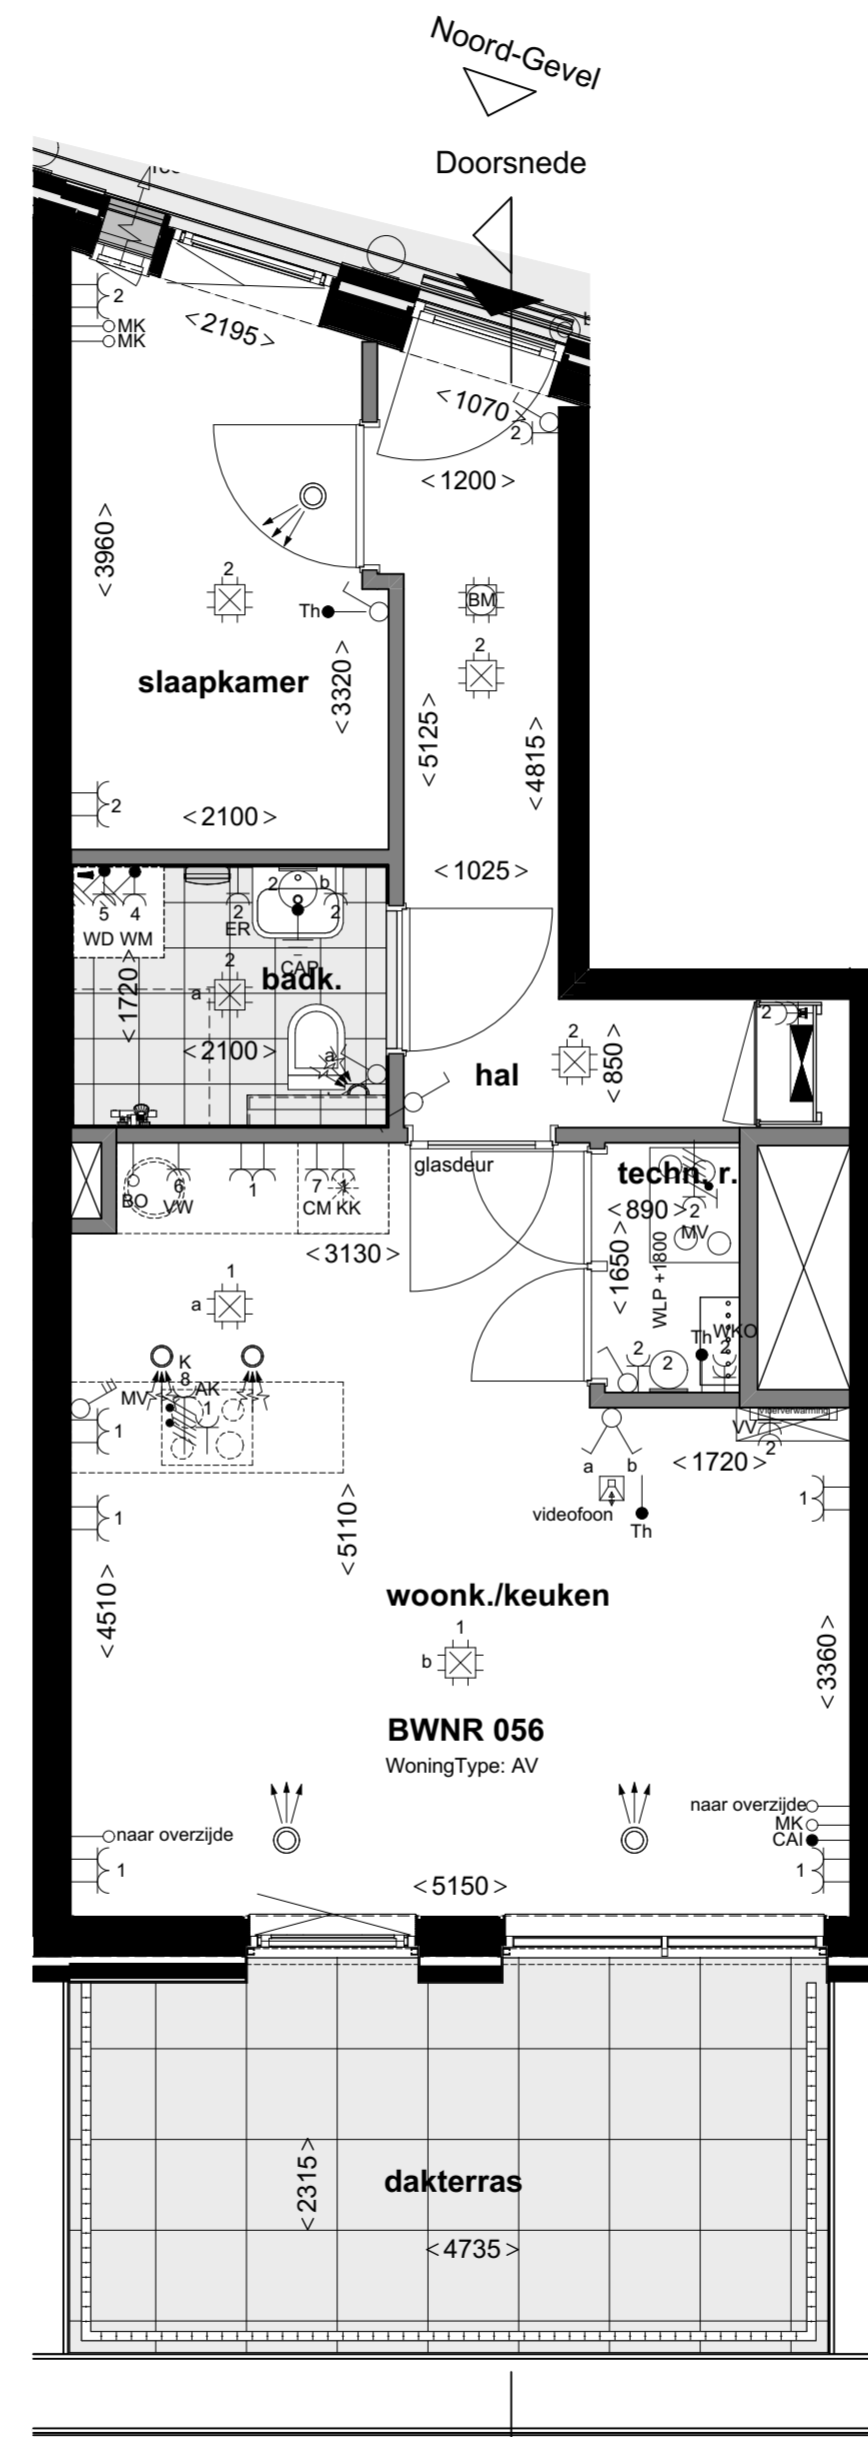 Noord-Gevel
Doorsnede
2
MK
MK
<2195>
<1070>
2
<1200>
<3960>
2
BM
Th
2
slaapkamer
<3320>
<5125>
<4815>
2
<2100>
<1025>
5 4
WD WM
2
ER
2 b
2
CAP
2
a
badk.
<1720>
<2100>
a
2
hal
<850>
2
glasdeur
techn. r.
<890>
2
MV
BO
6
VW
1
7
CM
1
KK
<3130>
<1650>
WLP +1800
1
a
Th
WKO
2
2
2
K
8
AK
1
MV
1
vloerverwarming
VV
2
<1720>
a b
videofoon
Th
1
1
<5110>
<4510>
woonk./keuken
1
b
<3360>
BWNR 056
WoningType: AV
naar overzijde
MK
CAI
1
naar overzijde
1
<5150>
<2315>
dakterras
<4735>